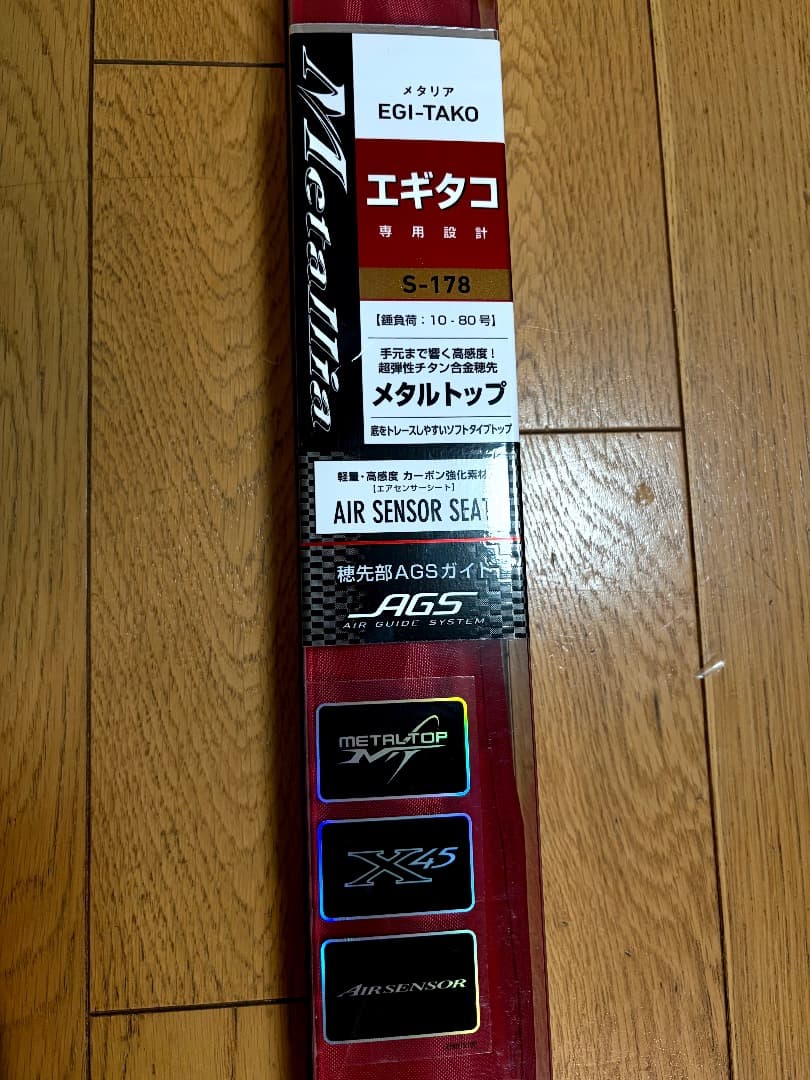 Metallia
メタリア
EGI-TAKO
エギタコ
専用設計
S-178
【錘負荷：10-80号】
手元まで響く高感度！
超弾性チタン合金穂先
メタルトップ
底をトレースしやすいソフトタイプトップ
軽量・高感度 カーボン強化素材
【エアセンサーシート】
AIR SENSOR SEAT
穂先部AGSガイド
AGS
AIR GUIDE SYSTEM
METAL TOP
MT
X45
AIRSENSOR